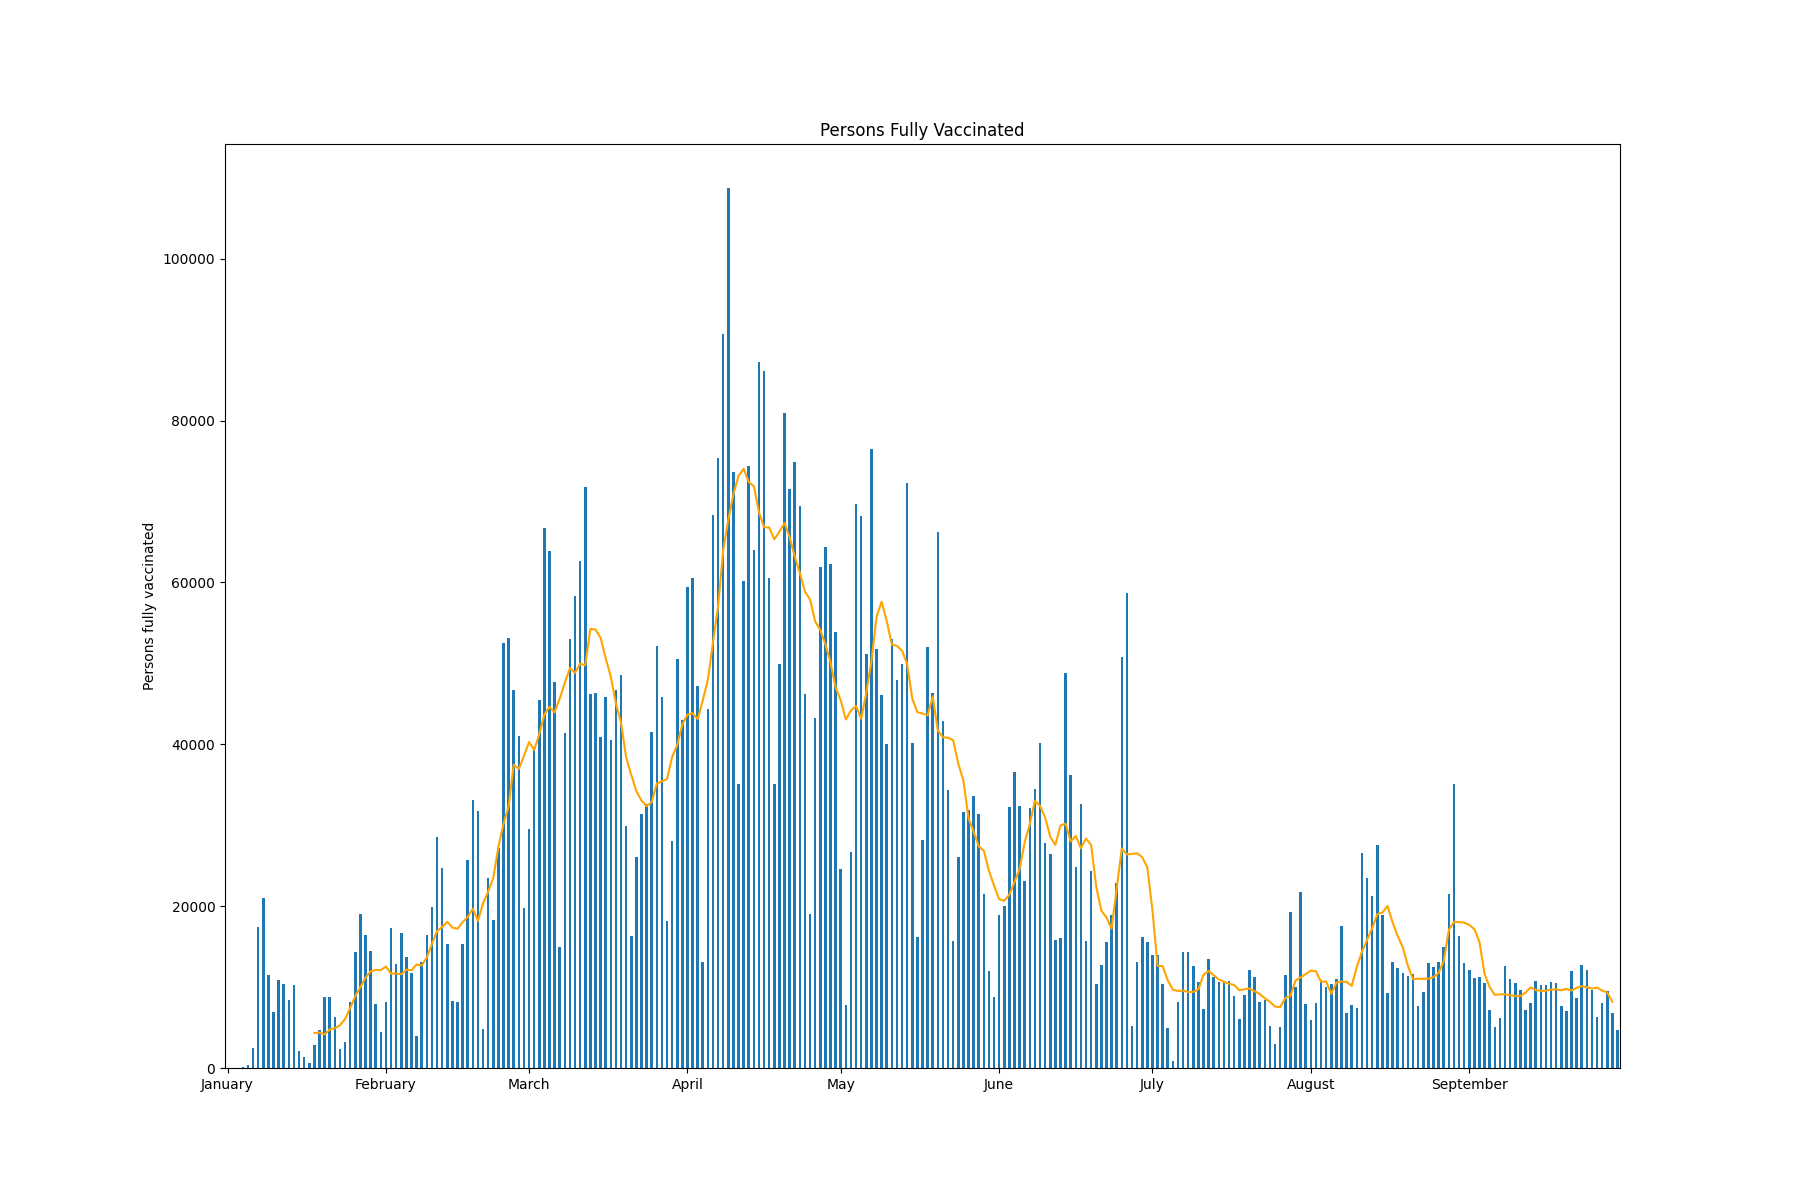 Persons Fully Vaccinated
Persons fully vaccinated
100000
80000
60000
40000
20000
0
January February March April May June July August September